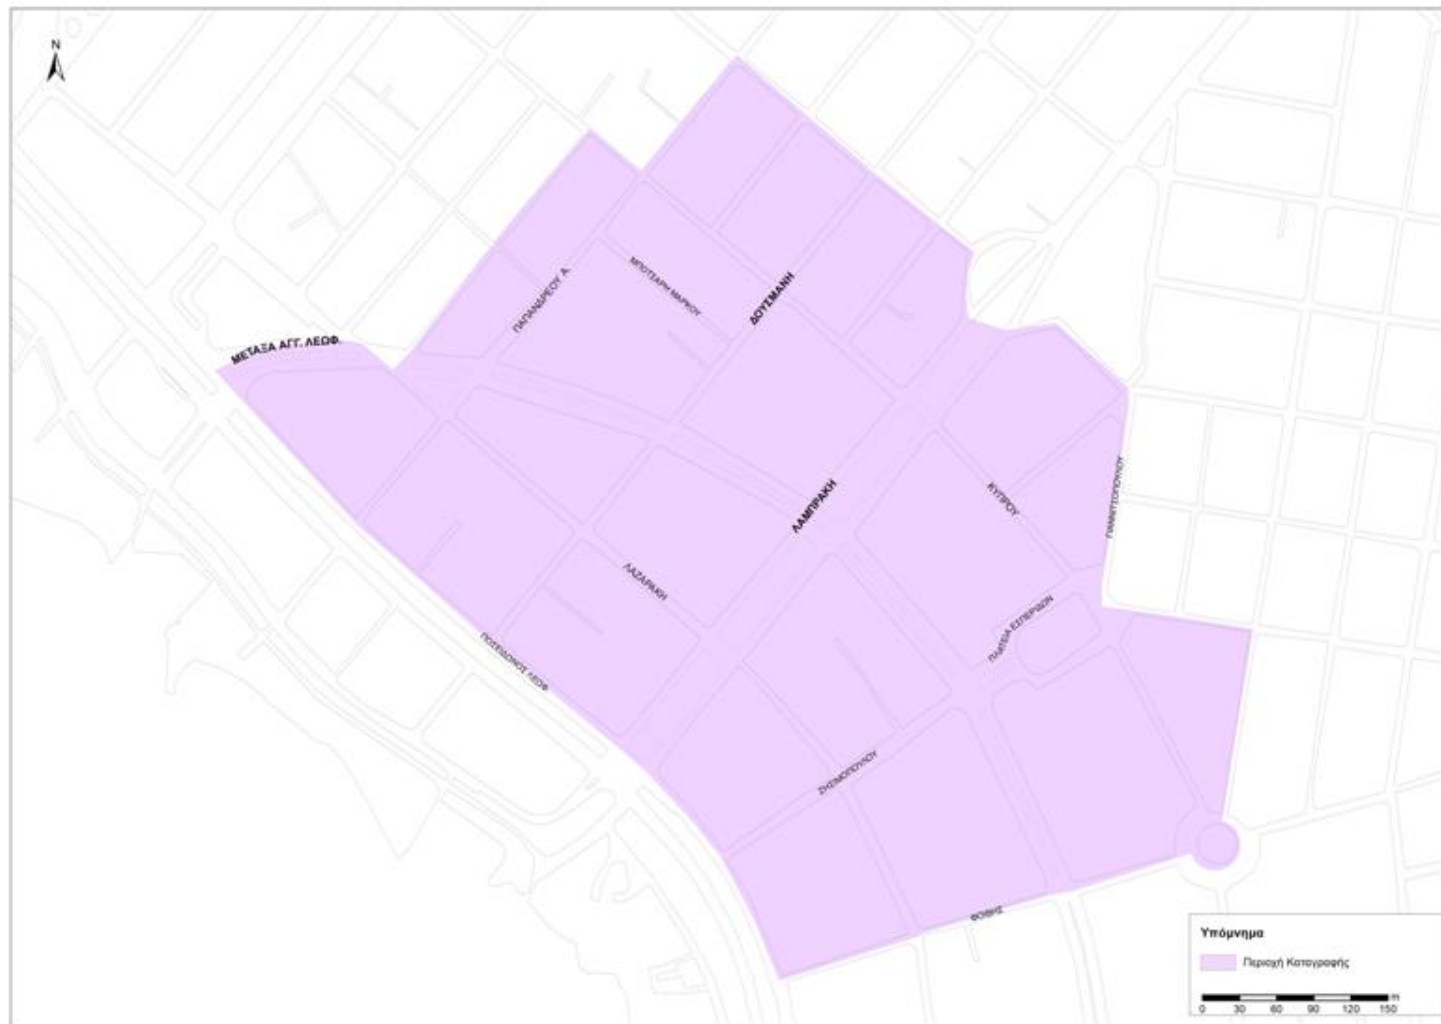 N
ΜΠΟΤΣΑΡΗ ΜΑΡΚΟΥ
ΠΑΠΑΝΔΡΕΟΥ Α.
ΔΟΥΣΜΑΝΗ
ΜΕΤΑΞΑ ΑΓΓ. ΛΕΩΦ.
ΛΑΜΠΡΑΚΗ
ΚΥΠΡΟΥ
ΓΙΑΝΝΙΤΣΟΠΟΥΛΟΥ
ΛΑΖΑΡΑΚΗ
ΠΛΑΤΕΙΑ ΕΣΠΕΡΙΔΩΝ
ΠΟΣΕΙΔΩΝΟΣ ΛΕΩΦ.
ΖΗΣΙΜΟΠΟΥΛΟΥ
ΦΟΙΒΗΣ
Υπόμνημα
Περιοχή Καταγραφής
m
0 30 60 90 120 150